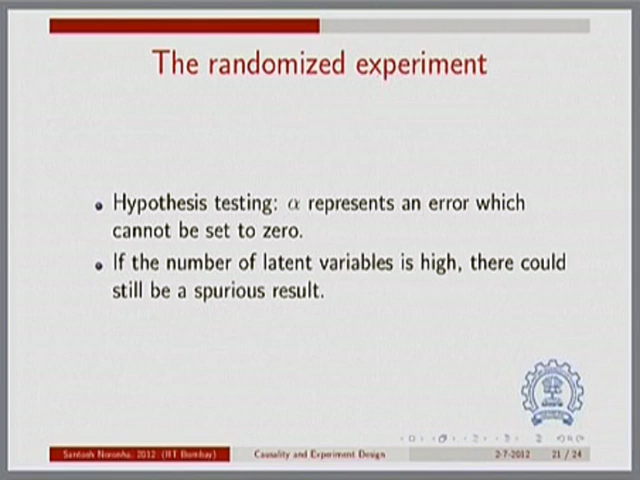 The randomized experiment
Hypothesis testing: α represents an error which
cannot be set to zero.
If the number of latent variables is high, there could
still be a spurious result.
Santosh Noronha, 2012 (IIT Bombay)
Causality and Experiment Design
2-7-2012
21 / 24